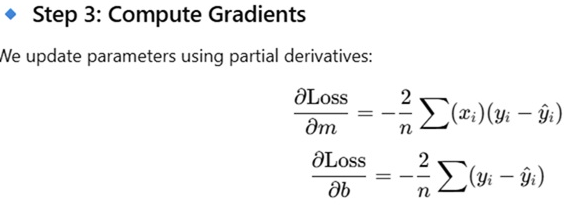 Step 3: Compute Gradients
We update parameters using partial derivatives:
∂Loss/∂m = −2/n ∑(xᵢ)(yᵢ − ŷᵢ)
∂Loss/∂b = −2/n ∑(yᵢ − ŷᵢ)